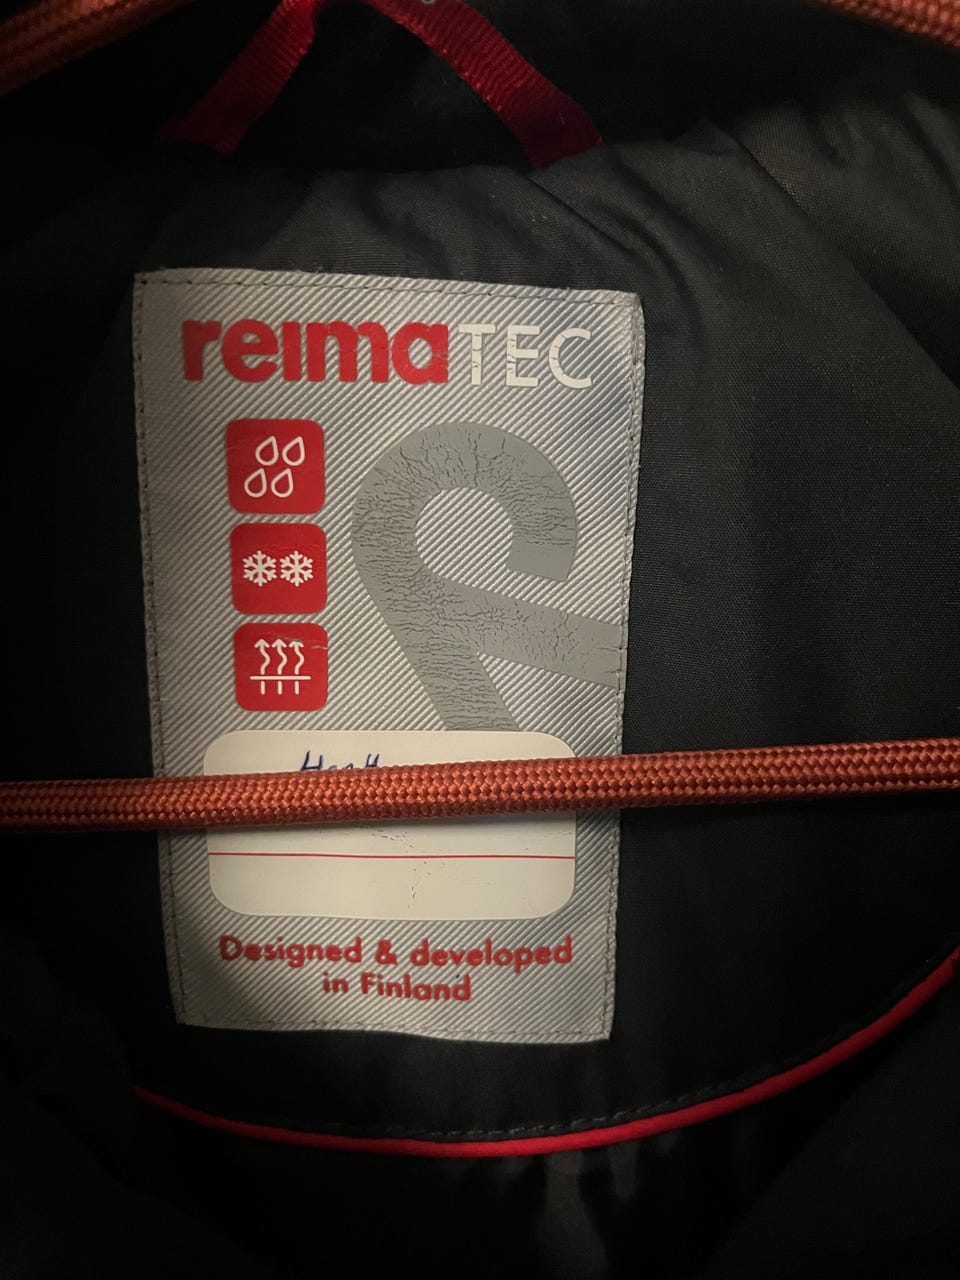 reimaTEC
Designed & developed
in Finland